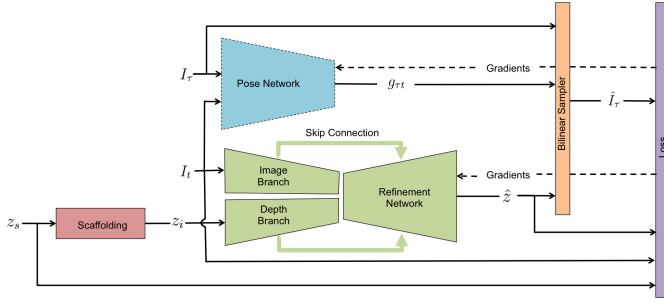 I_τ
Pose Network
Gradients
g_τt
Bilinear Sampler
Î_τ
Loss
Skip Connection
I_t
Image
Branch
Refinement
Network
Gradients
ẑ
z_s
Scaffolding
z_i
Depth
Branch